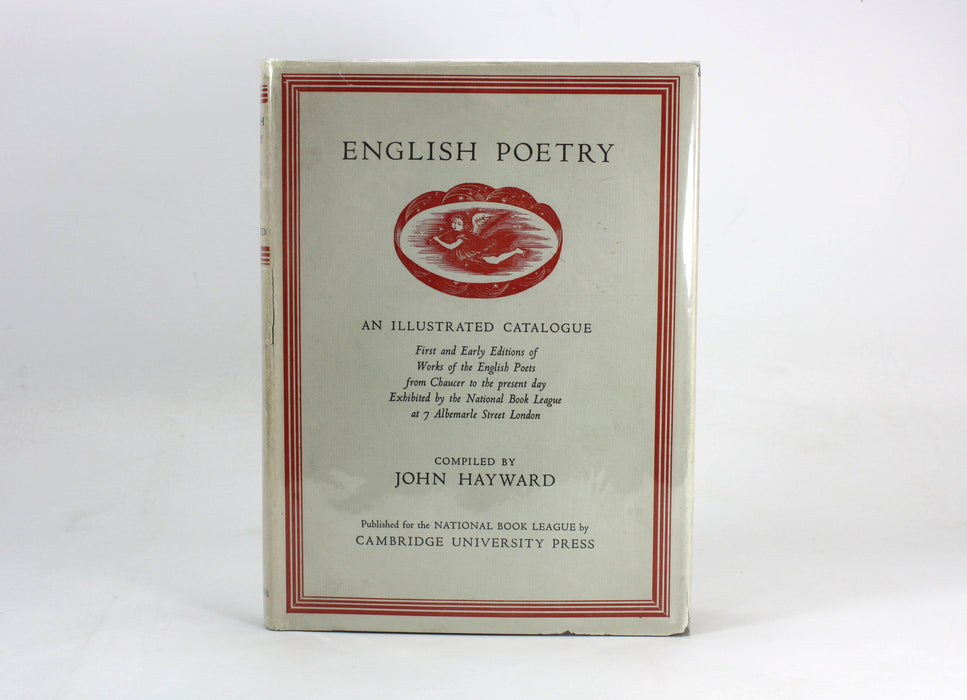 ENGLISH POETRY
AN ILLUSTRATED CATALOGUE
First and Early Editions of
Works of the English Poets
from Chaucer to the present day
Exhibited by the National Book League
at 7 Albemarle Street London
COMPILED BY
JOHN HAYWARD
Published for the NATIONAL BOOK LEAGUE by
CAMBRIDGE UNIVERSITY PRESS